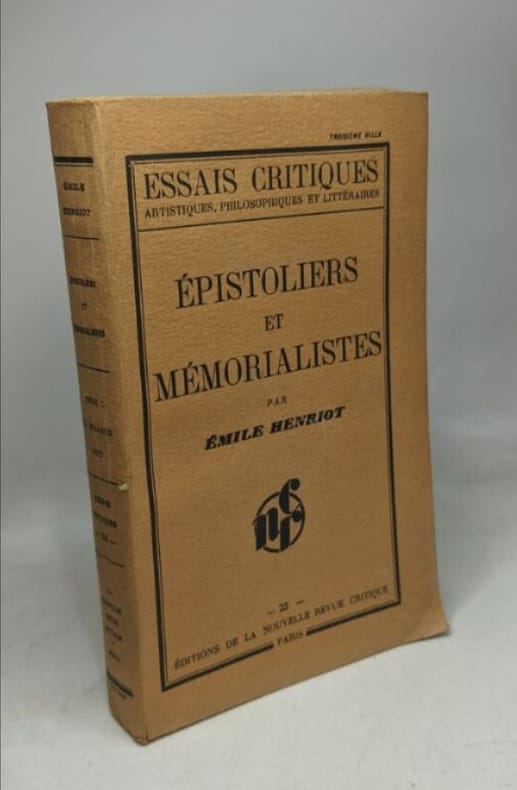 TROISIÈME MILLE
ESSAIS CRITIQUES
ARTISTIQUES, PHILOSOPHIQUES ET LITTÉRAIRES
ÉPISTOLIERS
ET
MÉMORIALISTES
PAR
ÉMILE HENRIOT
nrc
— 23 —
ÉDITIONS DE LA NOUVELLE REVUE CRITIQUE
PARIS
ÉMILE
HENRIOT
ÉPISTOLIERS
ET
MÉMORIALISTES
ESSAIS
CRITIQUES